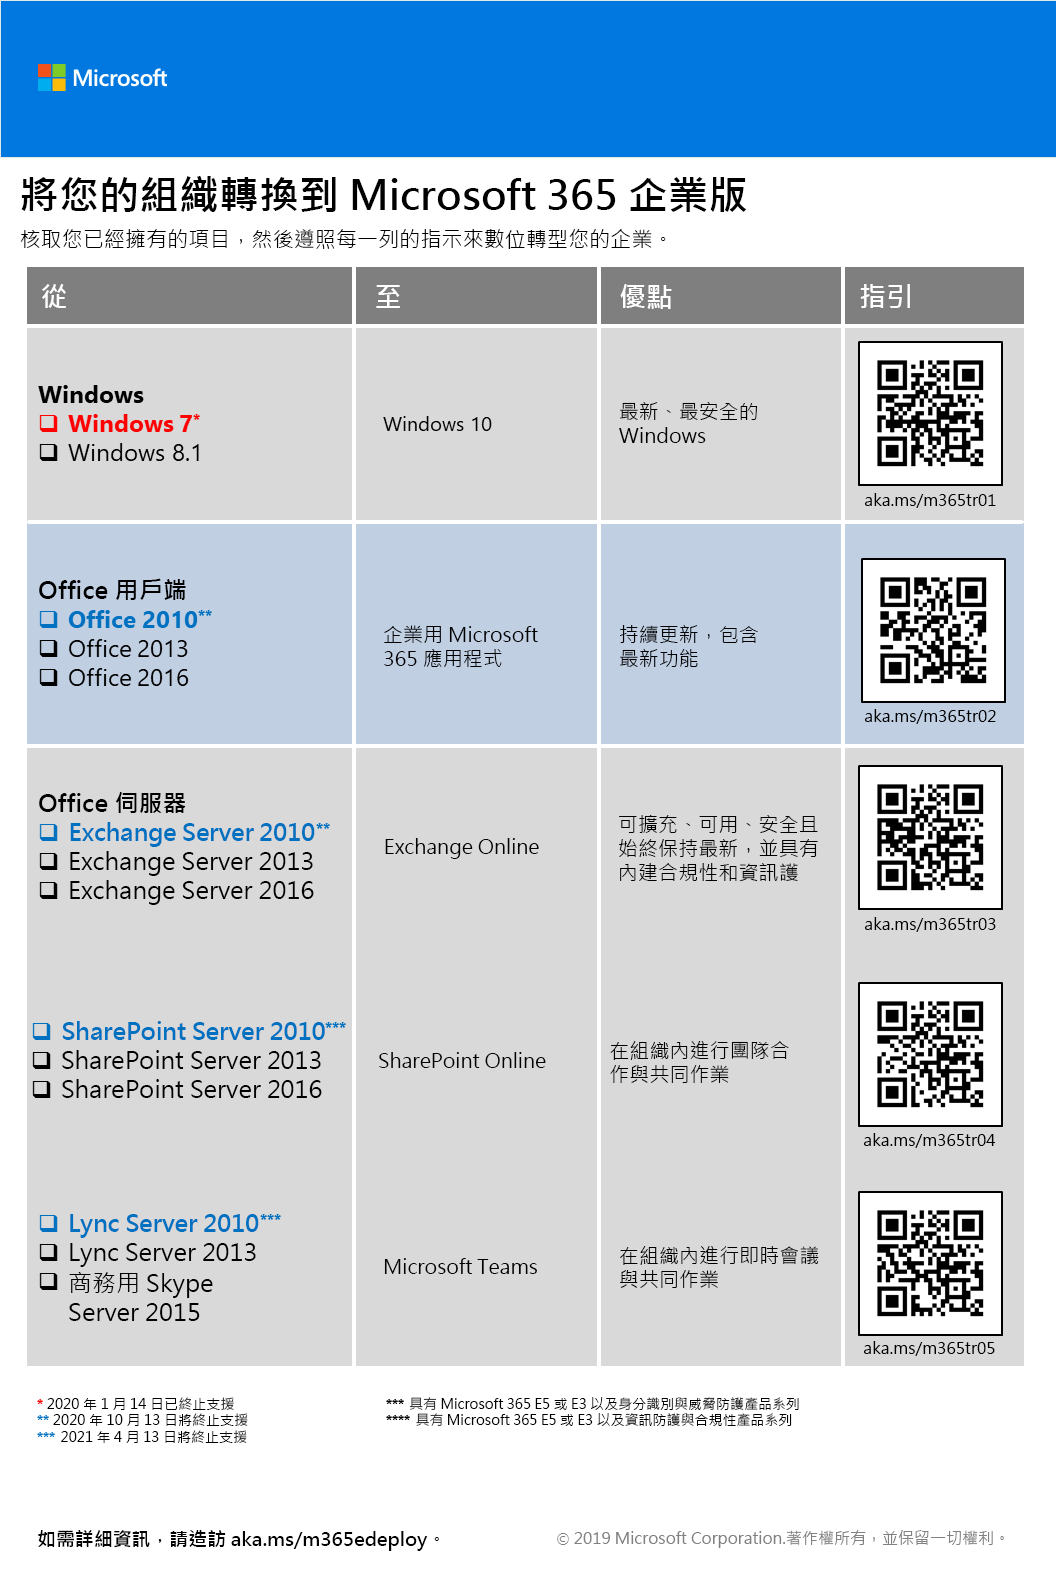 Microsoft
將您的組織轉換到 Microsoft 365 企業版
核取您已經擁有的項目，然後遵照每一列的指示來數位轉型您的企業。
從
至
優點
指引
Windows
Windows 7*
Windows 8.1
Windows 10
最新、最安全的
Windows
aka.ms/m365tr01
Office 用戶端
Office 2010**
Office 2013
Office 2016
企業用 Microsoft
365 應用程式
持續更新，包含
最新功能
aka.ms/m365tr02
Office 伺服器
Exchange Server 2010**
Exchange Server 2013
Exchange Server 2016
Exchange Online
可擴充、可用、安全且
始終保持最新，並具有
內建合規性和資訊護
aka.ms/m365tr03
SharePoint Server 2010***
SharePoint Server 2013
SharePoint Server 2016
SharePoint Online
在組織內進行團隊合
作與共同作業
aka.ms/m365tr04
Lync Server 2010***
Lync Server 2013
商務用 Skype
Server 2015
Microsoft Teams
在組織內進行即時會議
與共同作業
aka.ms/m365tr05
* 2020 年 1 月 14 日已終止支援
** 2020 年 10 月 13 日將終止支援
*** 2021 年 4 月 13 日將終止支援
*** 具有 Microsoft 365 E5 或 E3 以及身分識別與威脅防護產品系列
**** 具有 Microsoft 365 E5 或 E3 以及資訊防護與合規性產品系列
如需詳細資訊，請造訪 aka.ms/m365edeploy。
© 2019 Microsoft Corporation.著作權所有，並保留一切權利。